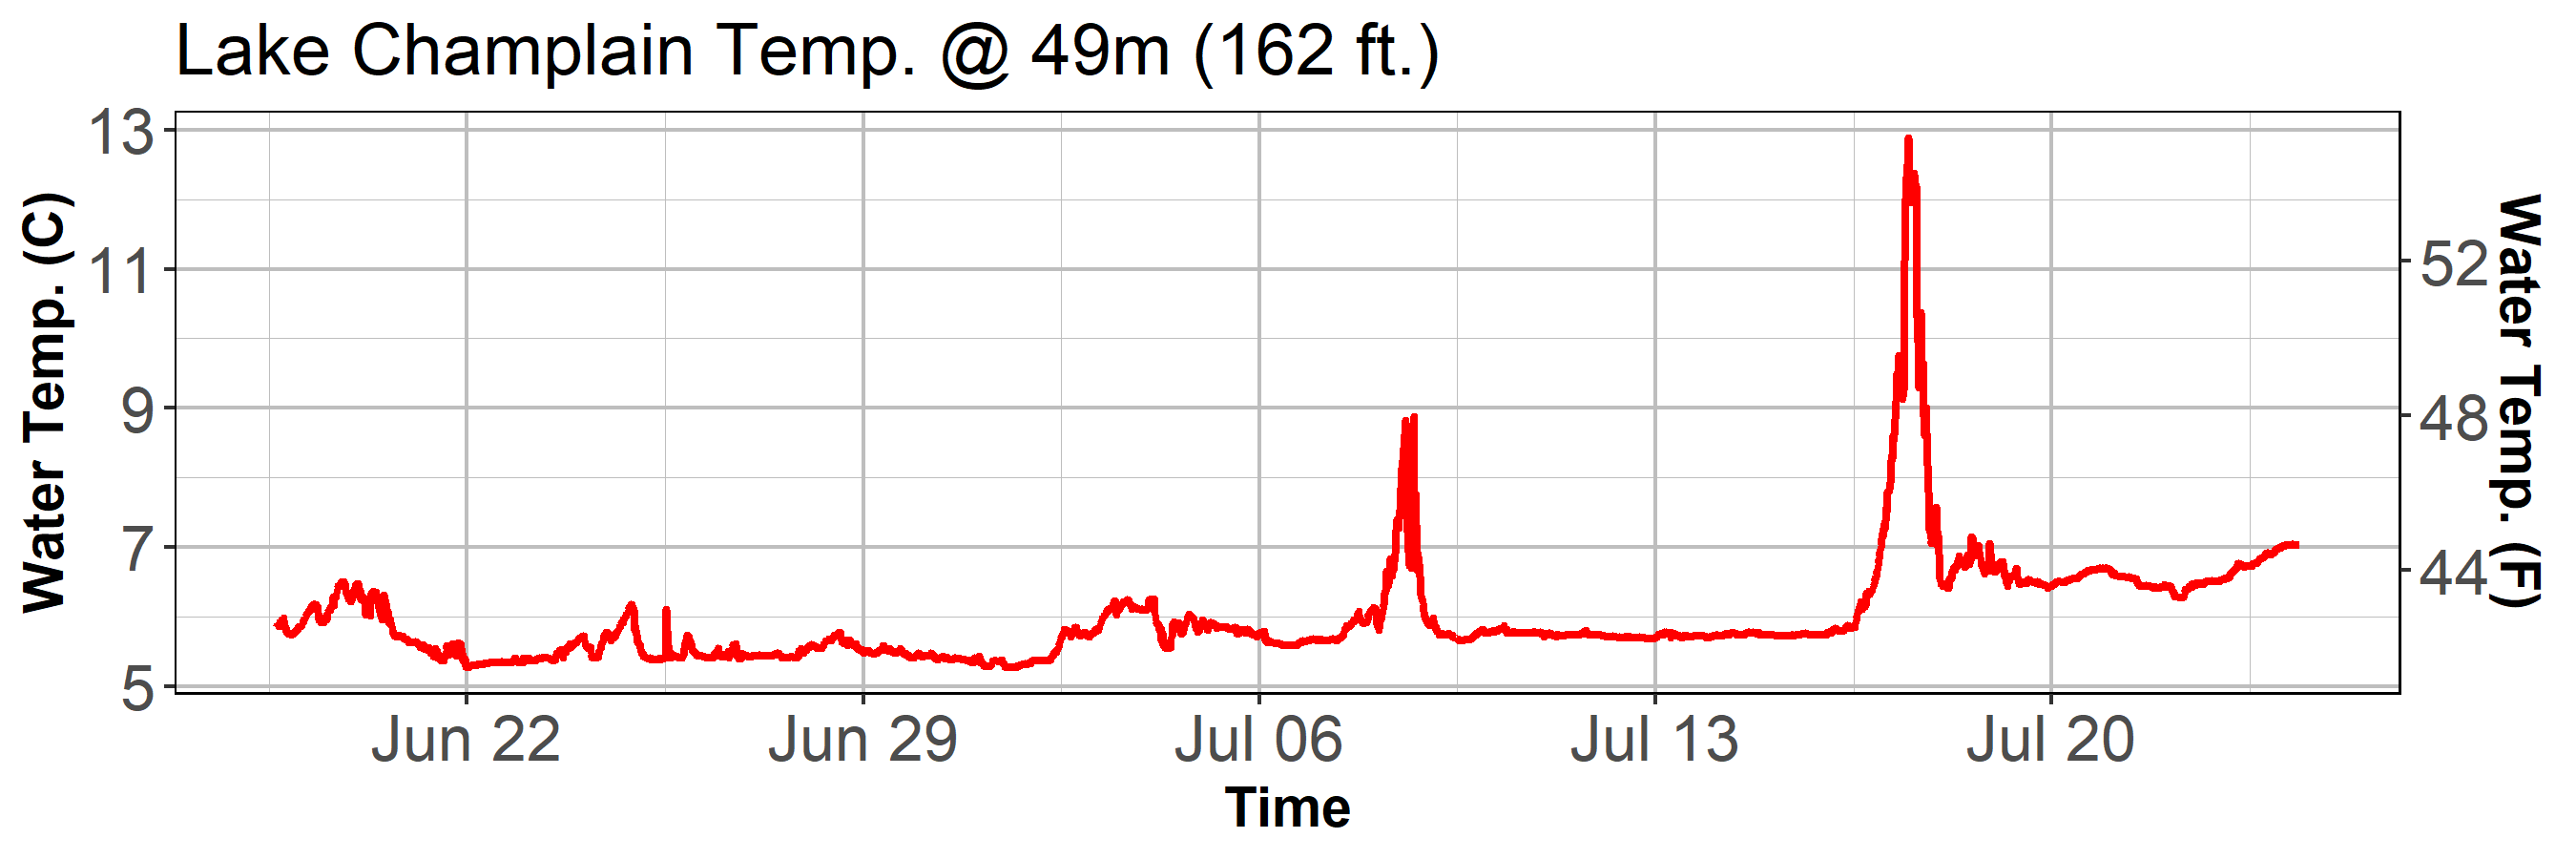 Lake Champlain Temp. @ 49m (162 ft.)
Water Temp. (C)
13
11
9
7
5
52
48
44
Water Temp. (F)
Jun 22 Jun 29 Jul 06 Jul 13 Jul 20
Time